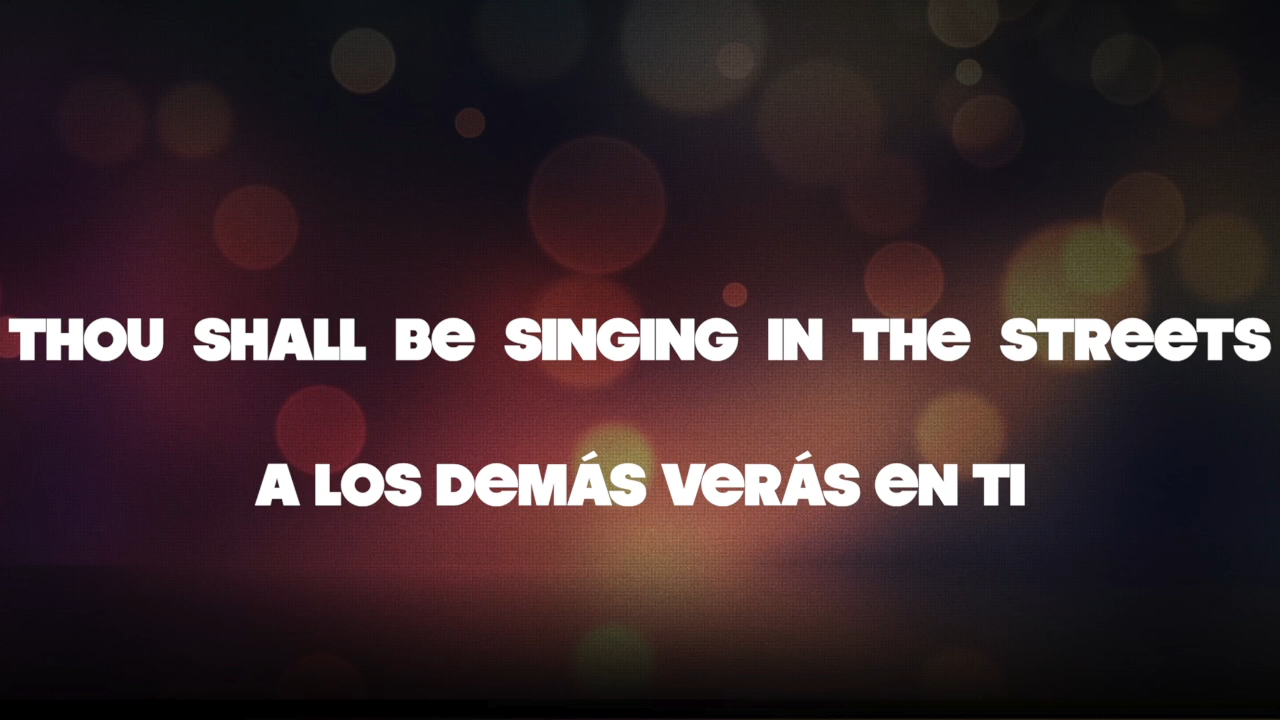 THOU SHALL Be SINGING IN THe STReeTS
A LOS DeMÁS VeRÁS eN TI